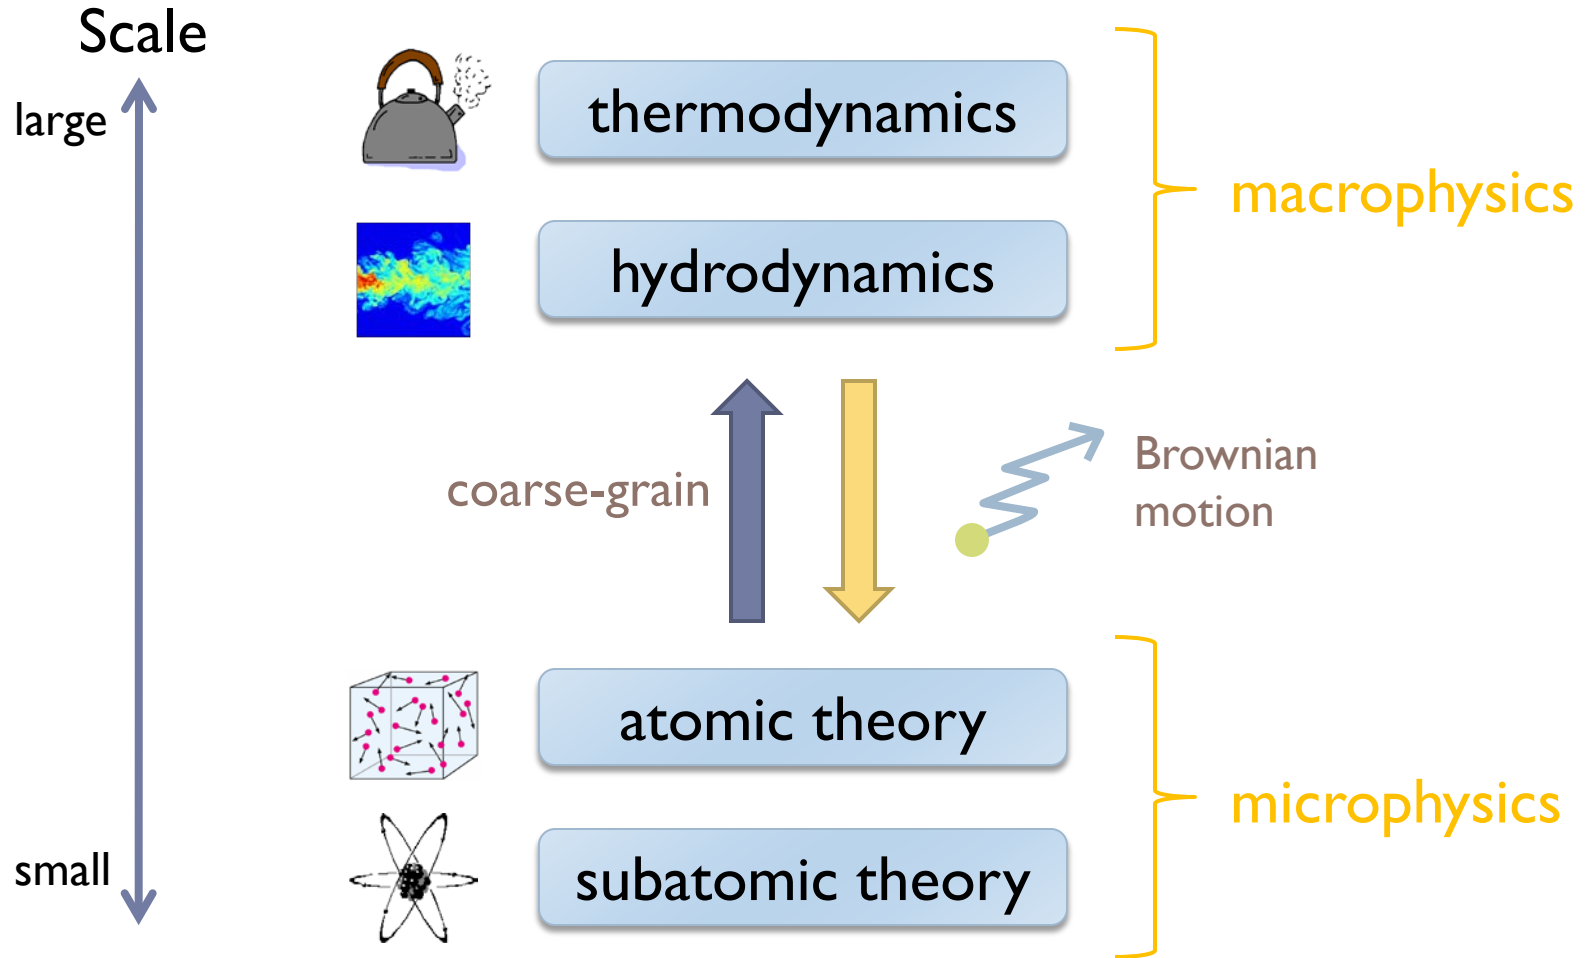 Scale
large
thermodynamics
macrophysics
hydrodynamics
coarse-grain
Brownian
motion
atomic theory
microphysics
small
subatomic theory